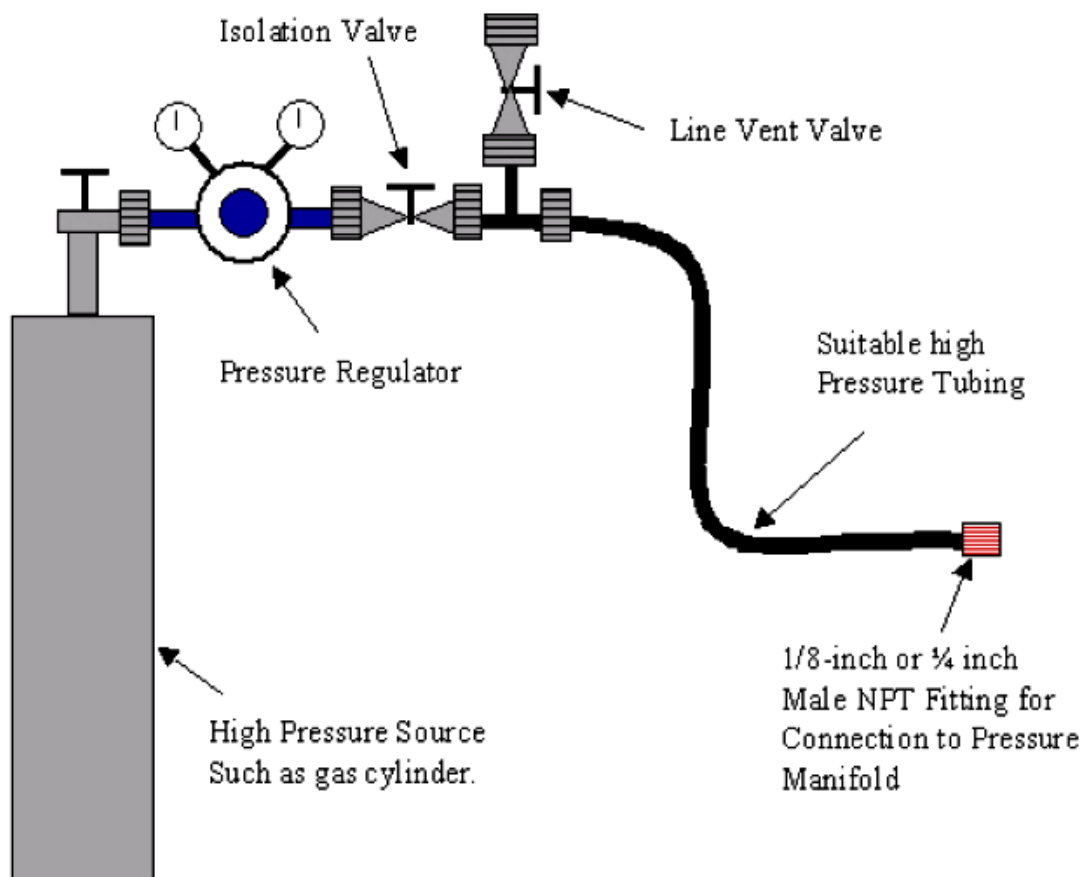 Isolation Valve
Line Vent Valve
Pressure Regulator
Suitable high
Pressure Tubing
1/8-inch or ¼ inch
Male NPT Fitting for
Connection to Pressure
Manifold
High Pressure Source
Such as gas cylinder.